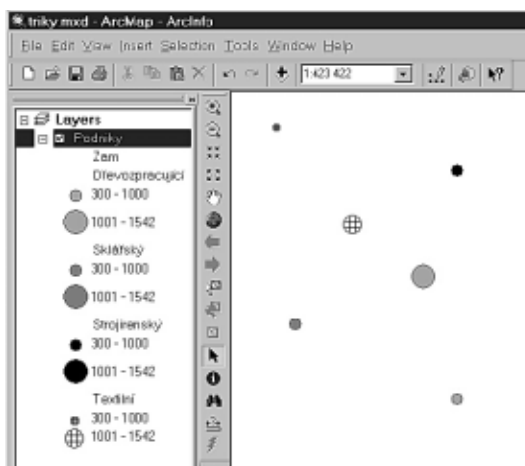 triky.mxd - ArcMap - ArcInfo
File Edit View Insert Selection Tools Window Help
1:423 422
Layers
Podniky
Zam
Dřevozpracující
300 - 1000
1001 - 1542
Sklářský
300 - 1000
1001 - 1542
Strojírenský
300 - 1000
1001 - 1542
Textilní
300 - 1000
1001 - 1542